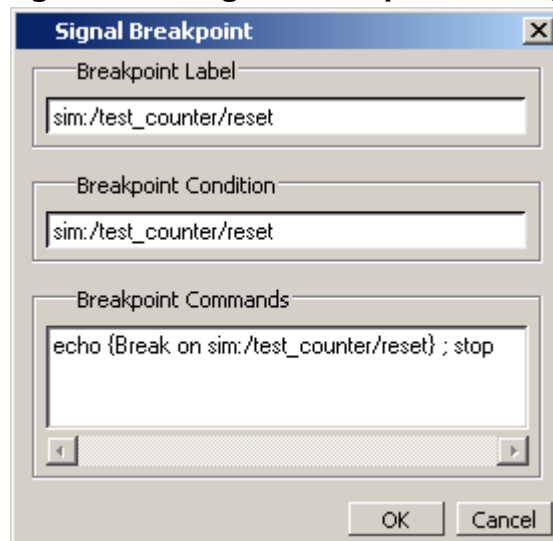 Signal Breakpoint
Breakpoint Label
sim:/test_counter/reset
Breakpoint Condition
sim:/test_counter/reset
Breakpoint Commands
echo {Break on sim:/test_counter/reset} ; stop
OK Cancel